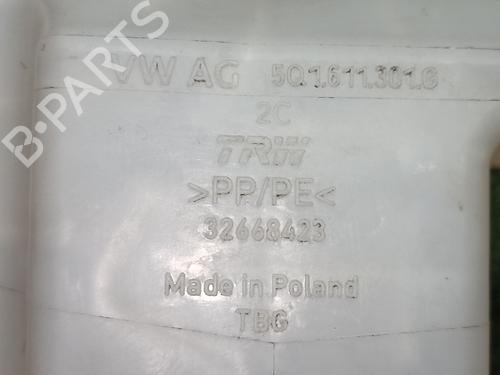 VW AG 5Q1.611.301.G
2C
TRW
>PP/PE<
32668423
Made in Poland
TBG
B-PARTS